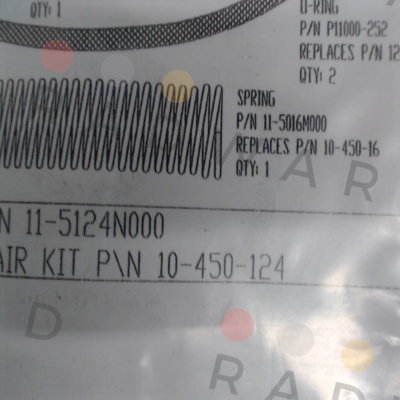 QTY: 1
O-RING
P/N P11000-252
REPLACES P/N 12
QTY: 2
SPRING
P/N 11-5016M000
REPLACES P/N 10-450-16
QTY: 1
N 11-5124N000
AIR KIT P\N 10-450-124